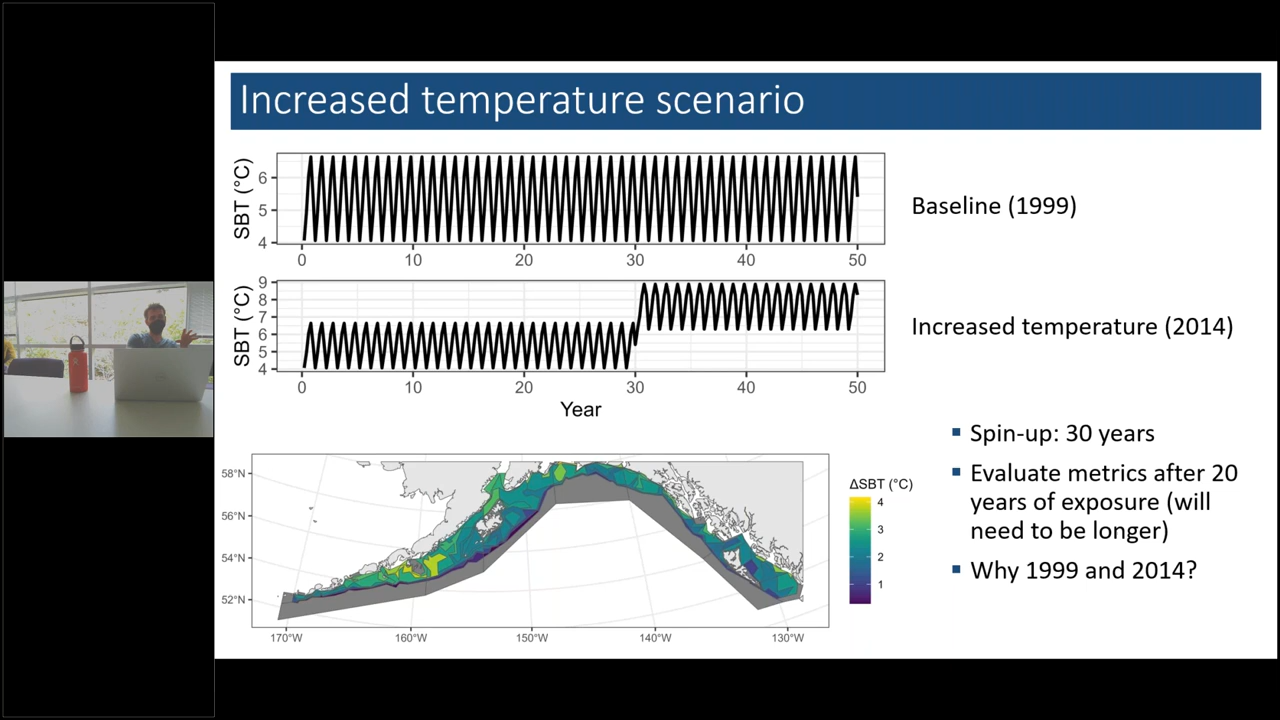 Increased temperature scenario
SBT (°C)
6
5
4
0 10 20 30 40 50
Baseline (1999)
SBT (°C)
9
8
7
6
5
4
0 10 20 30 40 50
Year
Increased temperature (2014)
58°N
56°N
54°N
52°N
170°W 160°W 150°W 140°W 130°W
ΔSBT (°C)
4
3
2
1
▪ Spin-up: 30 years
▪ Evaluate metrics after 20
years of exposure (will
need to be longer)
▪ Why 1999 and 2014?